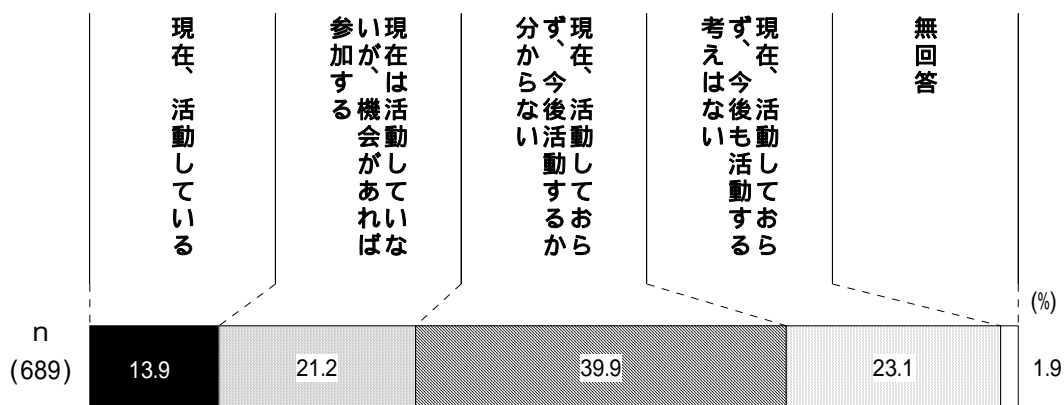 現在、活動している
現在は活動していな
いが、機会があれば
参加する
現在、活動しておら
ず、今後活動するか
分からない
現在、活動しておら
ず、今後も活動する
考えはない
無回答
(%)
n
(689)
13.9
21.2
39.9
23.1
1.9